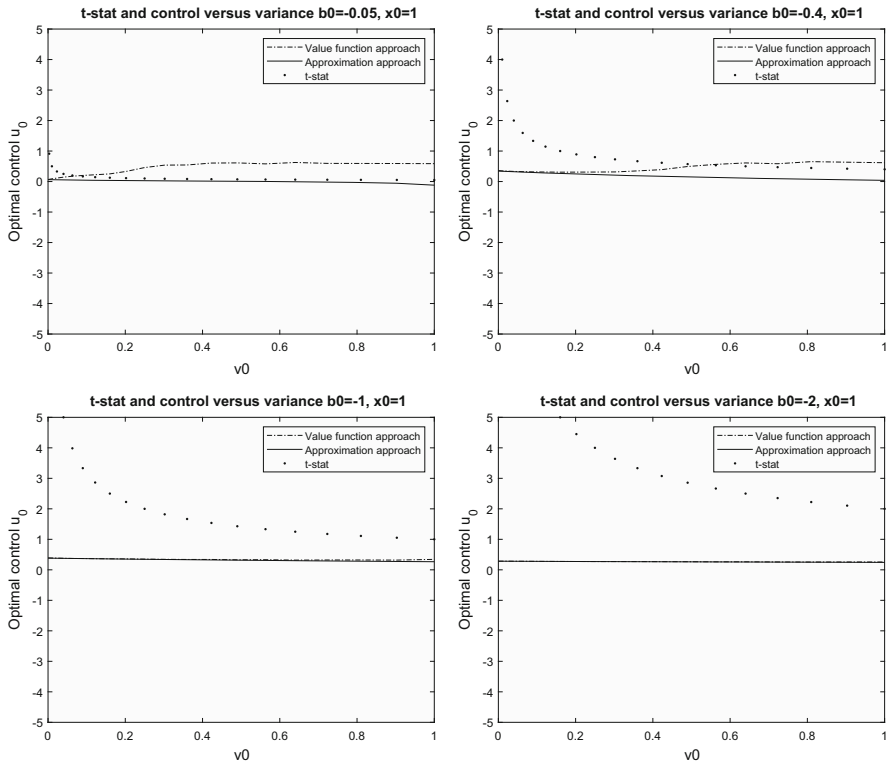 t-stat and control versus variance b0=-0.05, x0=1
Optimal control u0
5
4
3
2
1
0
-1
-2
-3
-4
-5
Value function approach
Approximation approach
t-stat
0 0.2 0.4 0.6 0.8 1
v0
t-stat and control versus variance b0=-0.4, x0=1
Optimal control u0
5
4
3
2
1
0
-1
-2
-3
-4
-5
Value function approach
Approximation approach
t-stat
0 0.2 0.4 0.6 0.8 1
v0
t-stat and control versus variance b0=-1, x0=1
Optimal control u0
5
4
3
2
1
0
-1
-2
-3
-4
-5
Value function approach
Approximation approach
t-stat
0 0.2 0.4 0.6 0.8 1
v0
t-stat and control versus variance b0=-2, x0=1
Optimal control u0
5
4
3
2
1
0
-1
-2
-3
-4
-5
Value function approach
Approximation approach
t-stat
0 0.2 0.4 0.6 0.8 1
v0